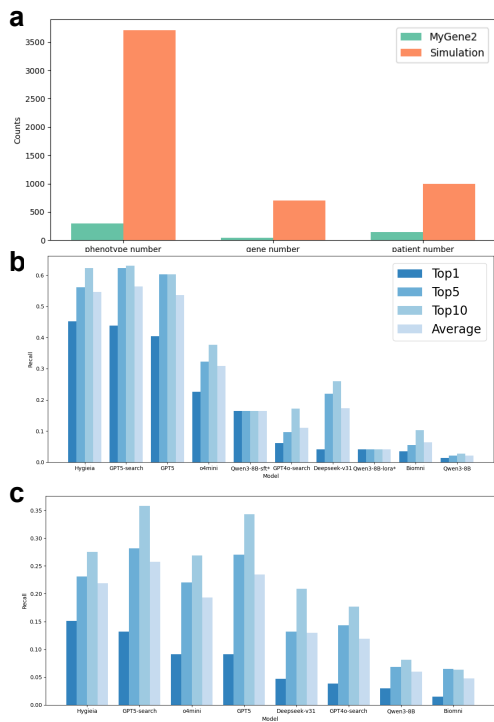 a
3500
3000
2500
2000
1500
1000
500
0
Counts
MyGene2
Simulation
phenotype number gene number patient number
b
0.6
0.5
0.4
0.3
0.2
0.1
0.0
Recall
Top1
Top5
Top10
Average
Hygieia GPT5-search GPT5 o4mini Qwen3-8B-sft* GPT4o-search Deepseek-v31 Qwen3-8B-lora* Biomni Qwen3-8B
Model
c
0.35
0.30
0.25
0.20
0.15
0.10
0.05
0.00
Recall
Hygieia GPT5-search o4mini GPT5 Deepseek-v31 GPT4o-search Qwen3-8B Biomni
Model